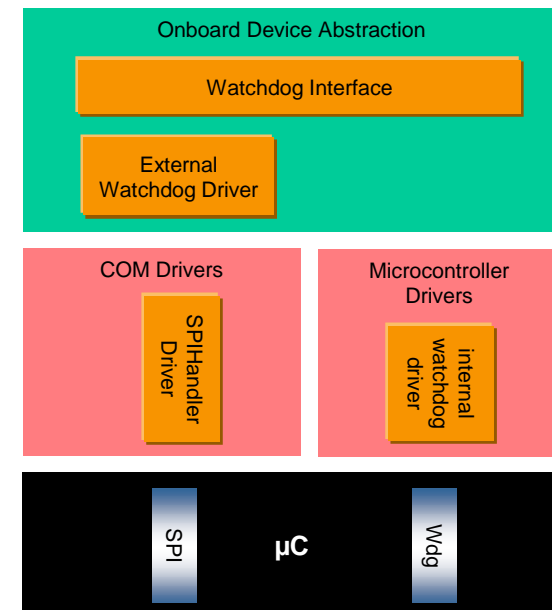 Onboard Device Abstraction
Watchdog Interface
External
Watchdog Driver
COM Drivers
SPIHandler
Driver
Microcontroller
Drivers
internal
watchdog
driver
SPI
µC
Wdg